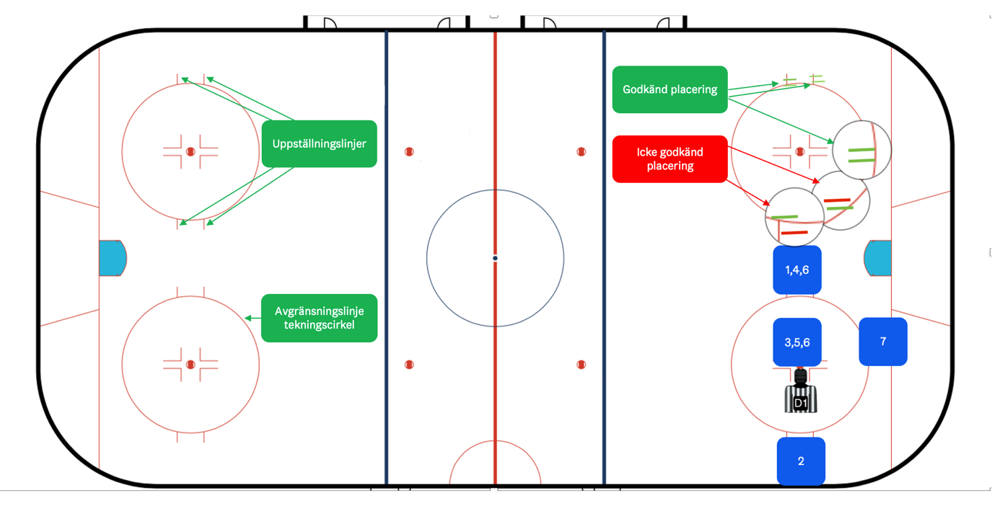 Godkänd placering
Uppställningslinjer
Icke godkänd
placering
1,4,6
Avgränsningslinje
tekningscirkel
3,5,6
7
D1
2